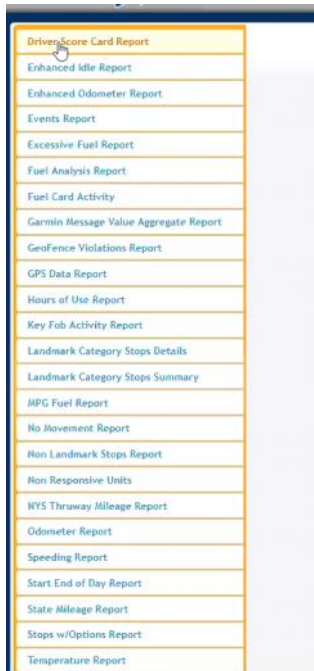 Driver Score Card Report
Enhanced Idle Report
Enhanced Odometer Report
Events Report
Excessive Fuel Report
Fuel Analysis Report
Fuel Card Activity
Garmin Message Value Aggregate Report
GeoFence Violations Report
GPS Data Report
Hours of Use Report
Key Fob Activity Report
Landmark Category Stops Details
Landmark Category Stops Summary
MPG Fuel Report
No Movement Report
Non Landmark Stops Report
Non Responsive Units
NYS Thruway Mileage Report
Odometer Report
Speeding Report
Start End of Day Report
State Mileage Report
Stops w/Options Report
Temperature Report